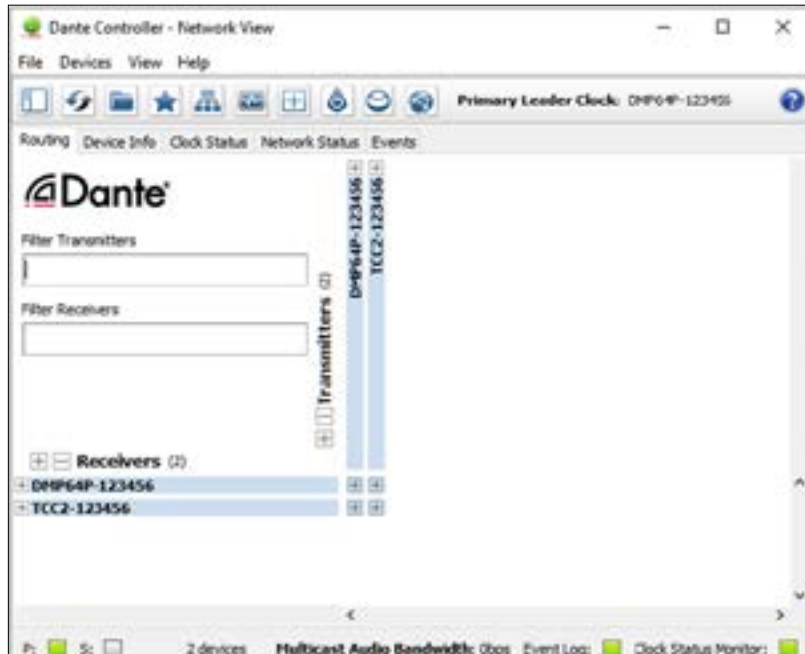 Dante Controller - Network View
File Devices View Help
Primary Leader Clock: DMP64P-123456
Routing Device Info Clock Status Network Status Events
Dante®
Filter Transmitters
Filter Receivers
Transmitters (2)
DMP64P-123456
TCC2-123456
Receivers (2)
DMP64P-123456
TCC2-123456
P: S: 2 devices Multicast Audio Bandwidth: 0bps Event Log: Clock Status Monitor: